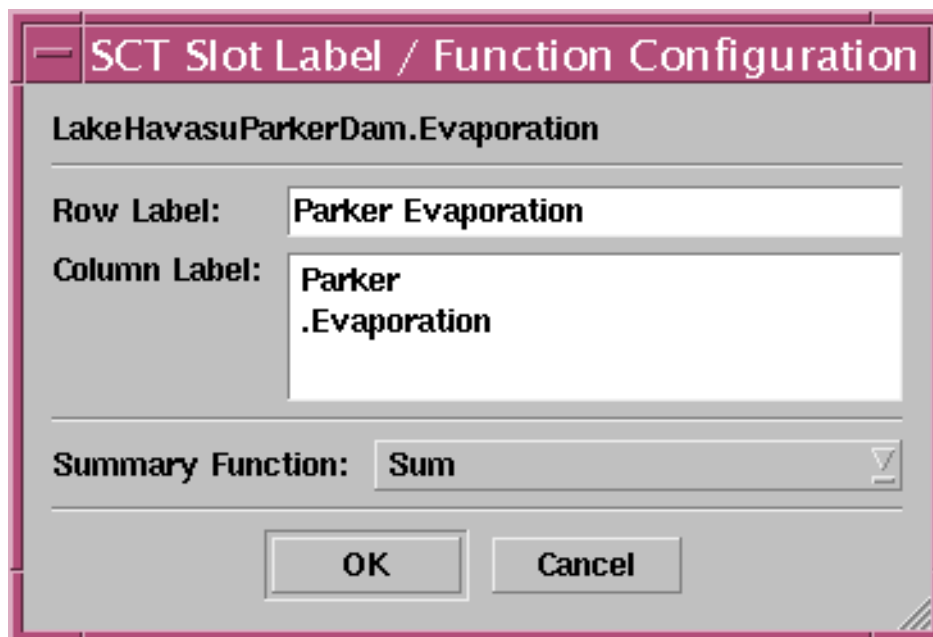 SCT Slot Label / Function Configuration
LakeHavasuParkerDam.Evaporation
Row Label: Parker Evaporation
Column Label: Parker
.Evaporation
Summary Function: Sum
OK Cancel